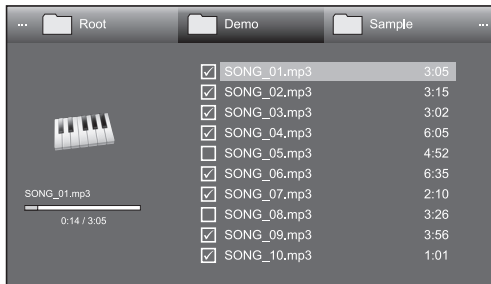 ... Root Demo Sample ...
SONG_01.mp3 3:05
SONG_02.mp3 3:15
SONG_03.mp3 3:02
SONG_04.mp3 6:05
SONG_05.mp3 4:52
SONG_06.mp3 6:35
SONG_07.mp3 2:10
SONG_08.mp3 3:26
SONG_09.mp3 3:56
SONG_10.mp3 1:01
SONG_01.mp3
0:14 / 3:05